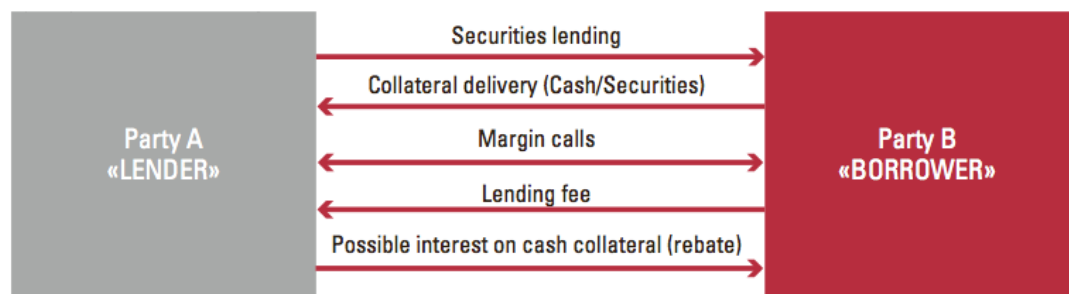 Securities lending
Collateral delivery (Cash/Securities)
Party A
«LENDER»
Margin calls
Party B
«BORROWER»
Lending fee
Possible interest on cash collateral (rebate)